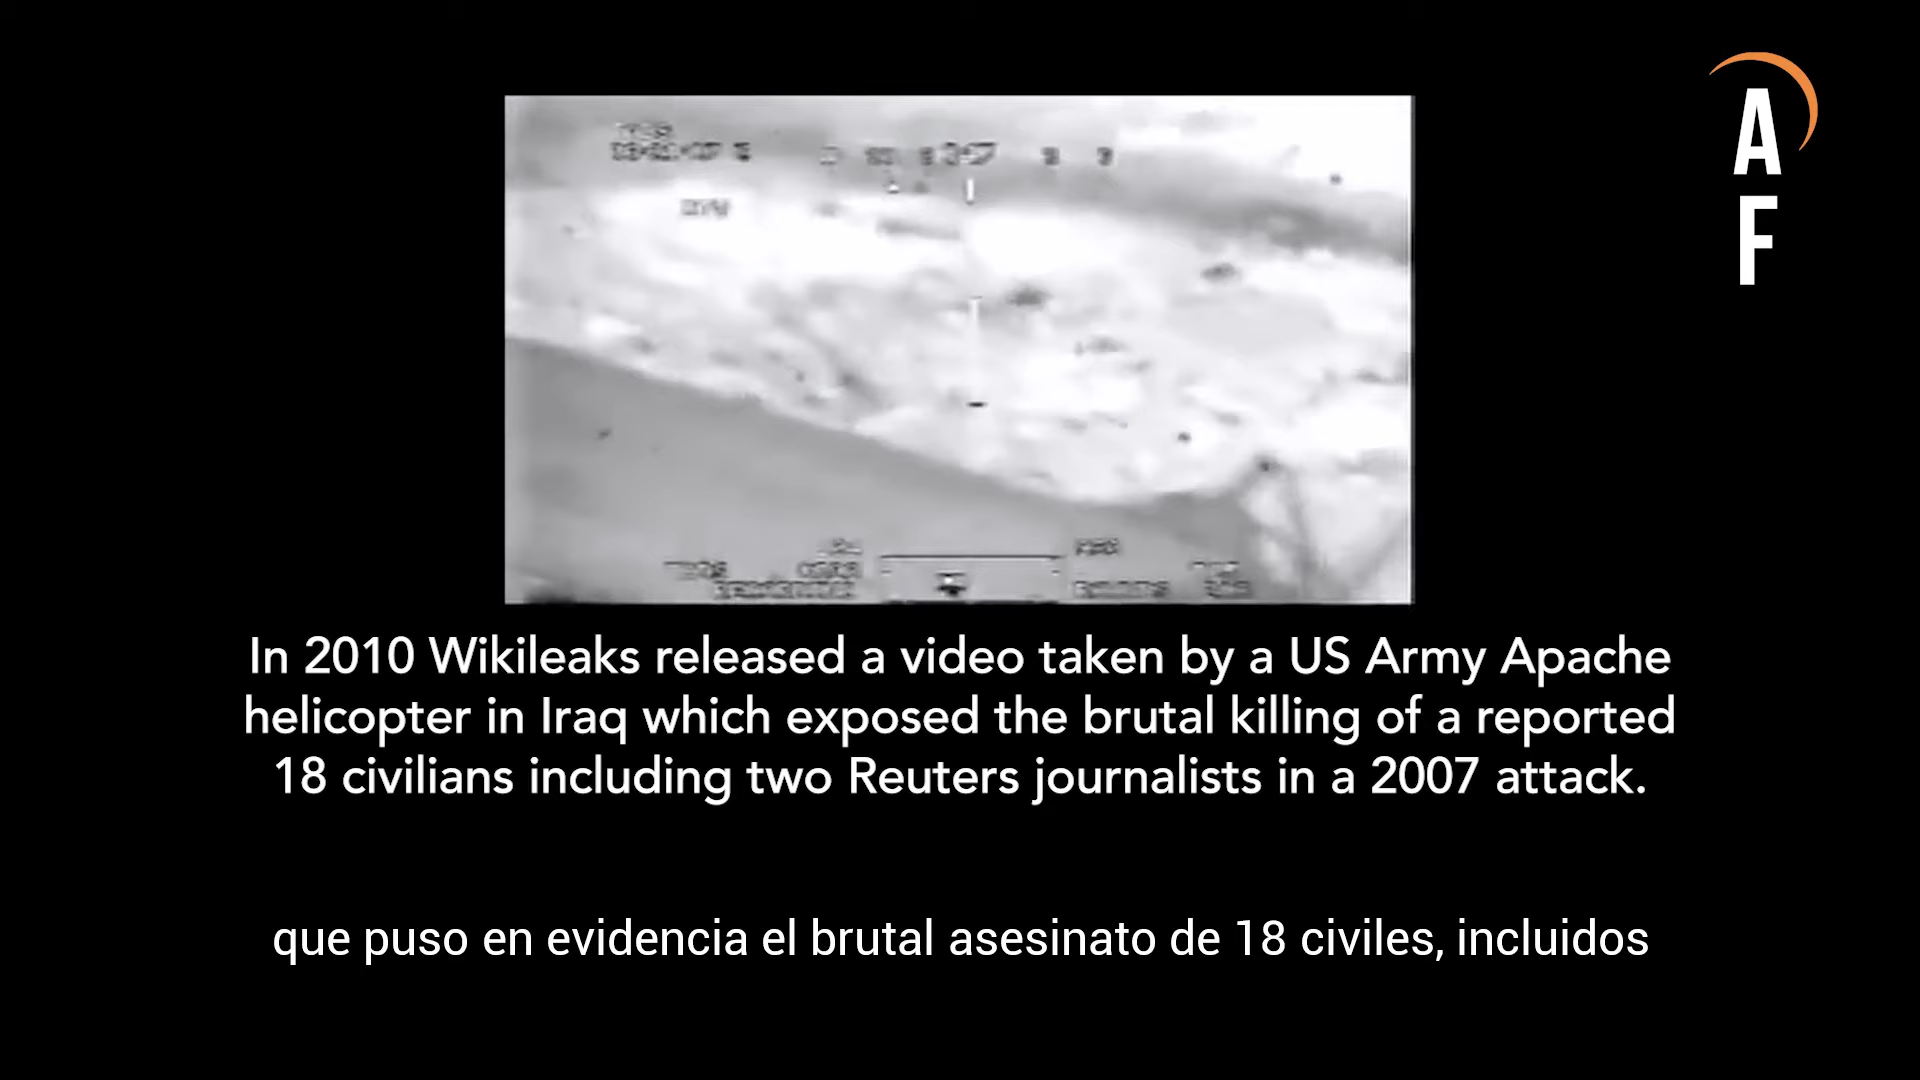 A
F
In 2010 Wikileaks released a video taken by a US Army Apache
helicopter in Iraq which exposed the brutal killing of a reported
18 civilians including two Reuters journalists in a 2007 attack.
que puso en evidencia el brutal asesinato de 18 civiles, incluidos